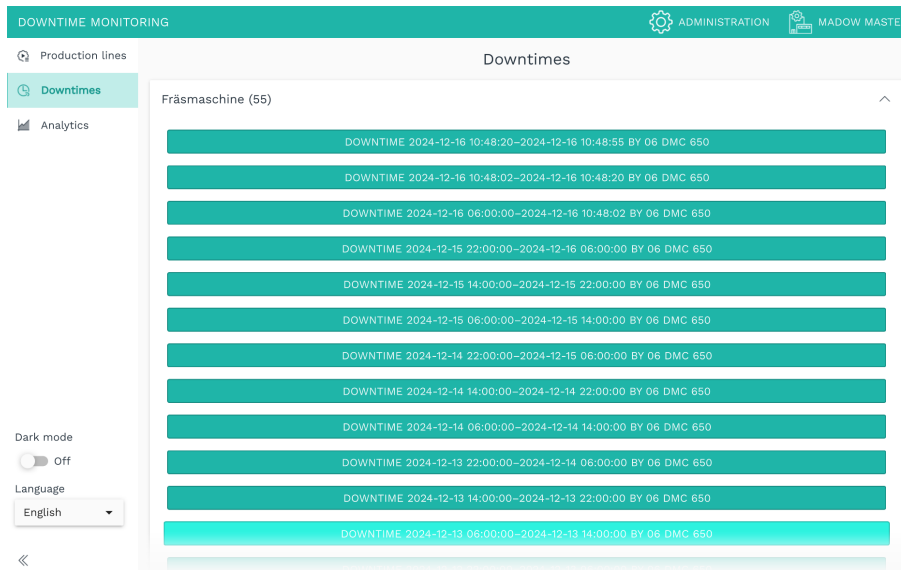 DOWNTIME MONITORING
ADMINISTRATION
MADOW MASTE
Production lines
Downtimes
Analytics
Downtimes
Fräsmaschine (55)
DOWNTIME 2024-12-16 10:48:20–2024-12-16 10:48:55 BY 06 DMC 650
DOWNTIME 2024-12-16 10:48:02–2024-12-16 10:48:20 BY 06 DMC 650
DOWNTIME 2024-12-16 06:00:00–2024-12-16 10:48:02 BY 06 DMC 650
DOWNTIME 2024-12-15 22:00:00–2024-12-16 06:00:00 BY 06 DMC 650
DOWNTIME 2024-12-15 14:00:00–2024-12-15 22:00:00 BY 06 DMC 650
DOWNTIME 2024-12-15 06:00:00–2024-12-15 14:00:00 BY 06 DMC 650
DOWNTIME 2024-12-14 22:00:00–2024-12-15 06:00:00 BY 06 DMC 650
DOWNTIME 2024-12-14 14:00:00–2024-12-14 22:00:00 BY 06 DMC 650
DOWNTIME 2024-12-14 06:00:00–2024-12-14 14:00:00 BY 06 DMC 650
DOWNTIME 2024-12-13 22:00:00–2024-12-14 06:00:00 BY 06 DMC 650
DOWNTIME 2024-12-13 14:00:00–2024-12-13 22:00:00 BY 06 DMC 650
DOWNTIME 2024-12-13 06:00:00–2024-12-13 14:00:00 BY 06 DMC 650
Dark mode
Off
Language
English